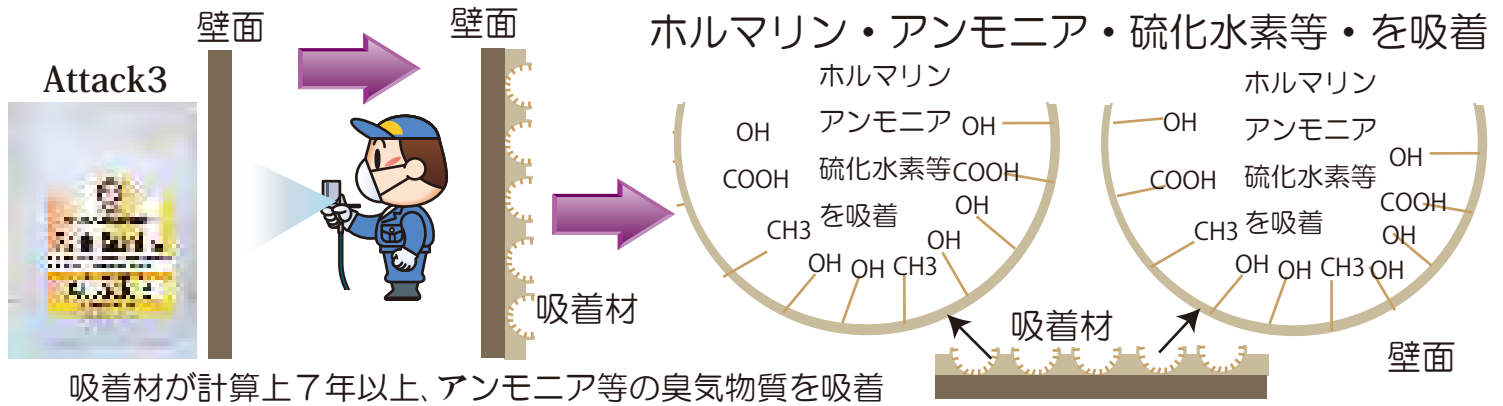 壁面
壁面
ホルマリン・アンモニア・硫化水素等・を吸着
Attack3
ホルマリン
アンモニア
硫化水素等
を吸着
OH
COOH
CH3
OH
OH
CH3
OH
OH
COOH
OH
ホルマリン
アンモニア
硫化水素等
を吸着
OH
COOH
CH3
OH
OH
CH3
OH
OH
COOH
OH
吸着材
吸着材
壁面
吸着材が計算上７年以上、アンモニア等の臭気物質を吸着